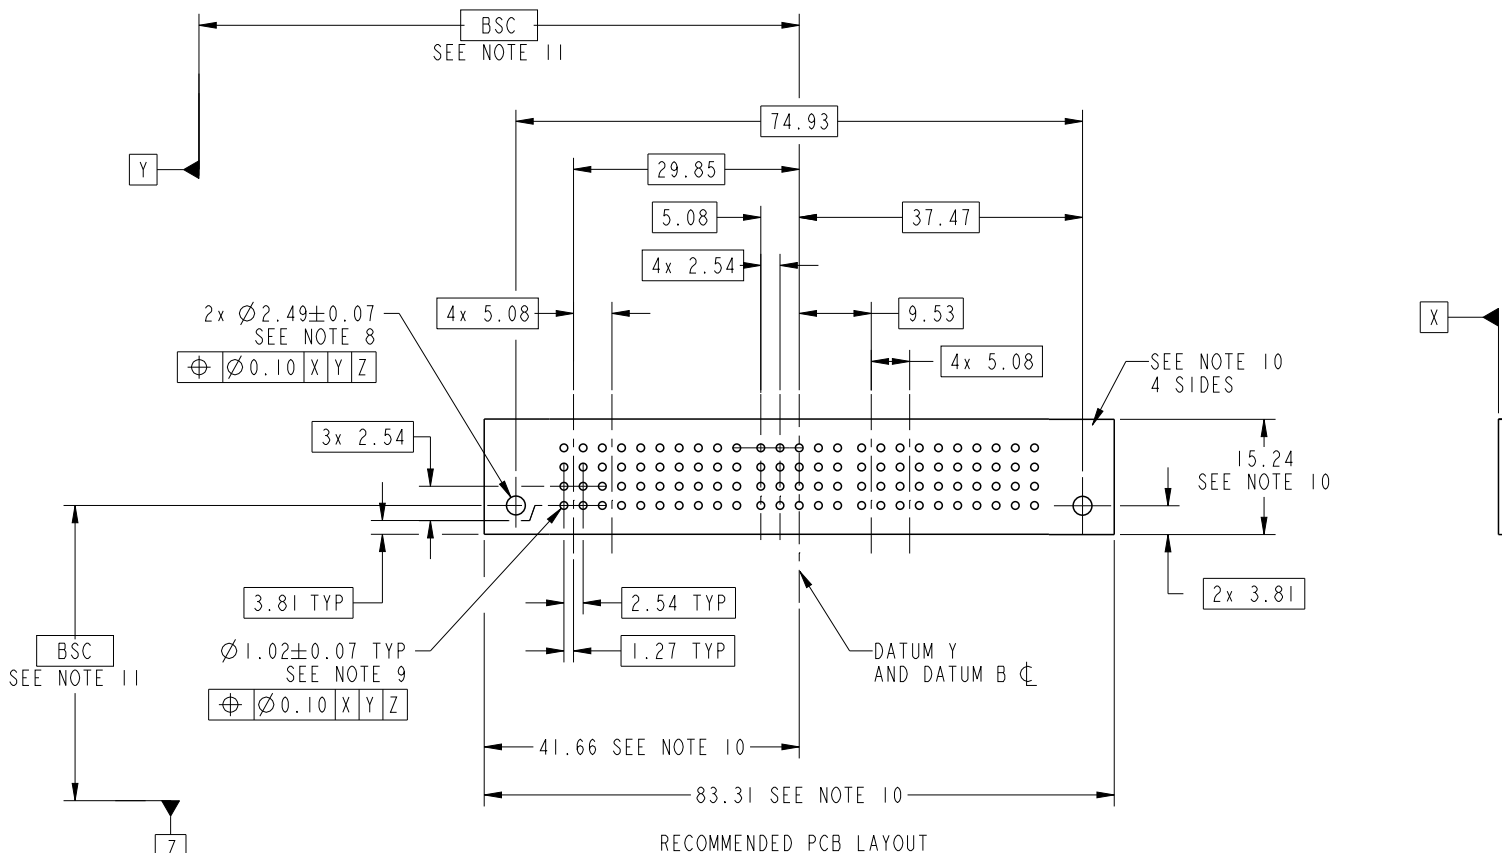 BSC
SEE NOTE 11
74.93
Y
29.85
5.08
37.47
4x 2.54
2x Ø2.49±0.07
SEE NOTE 8
⌖ Ø0.10 X Y Z
4x 5.08
9.53
X
4x 5.08
SEE NOTE 10
4 SIDES
3x 2.54
15.24
SEE NOTE 10
3.81 TYP
2.54 TYP
2x 3.81
BSC
SEE NOTE 11
Ø1.02±0.07 TYP
SEE NOTE 9
⌖ Ø0.10 X Y Z
1.27 TYP
DATUM Y
AND DATUM B ℄
41.66 SEE NOTE 10
83.31 SEE NOTE 10
RECOMMENDED PCB LAYOUT